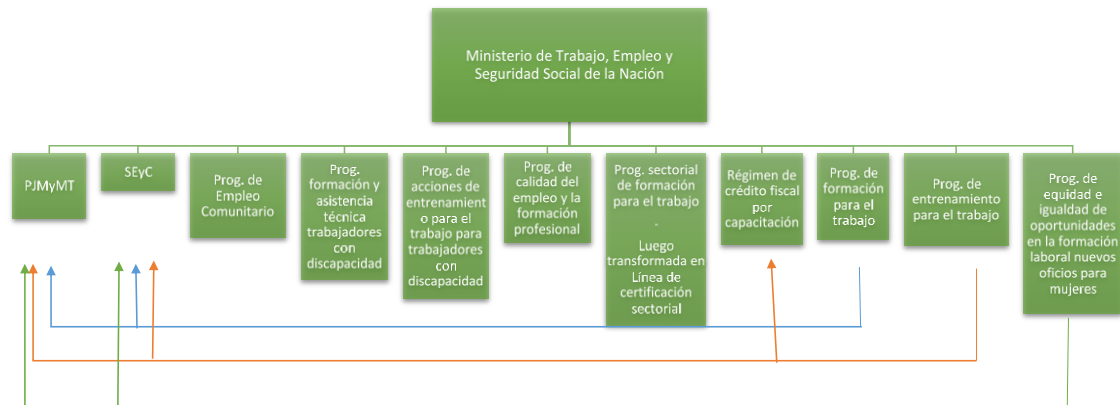 Ministerio de Trabajo, Empleo y
Seguridad Social de la Nación
PJMyMT
SEyC
Prog. de
Empleo
Comunitario
Prog.
formación y
asistencia
técnica
trabajadores
con
discapacidad
Prog. de
acciones de
entrenamient
o para el
trabajo para
trabajadores
con
discapacidad
Prog. de
calidad del
empleo y la
formación
profesional
Prog. sectorial
de formación
para el trabajo
.
Luego
transformada en
Línea de
certificación
sectorial
Régimen de
crédito fiscal
por
capacitación
Prog. de
formación
para el
trabajo
Prog. de
entrenamiento
para el trabajo
Prog. de
equidad e
igualdad de
oportunidades
en la formación
laboral nuevos
oficios para
mujeres